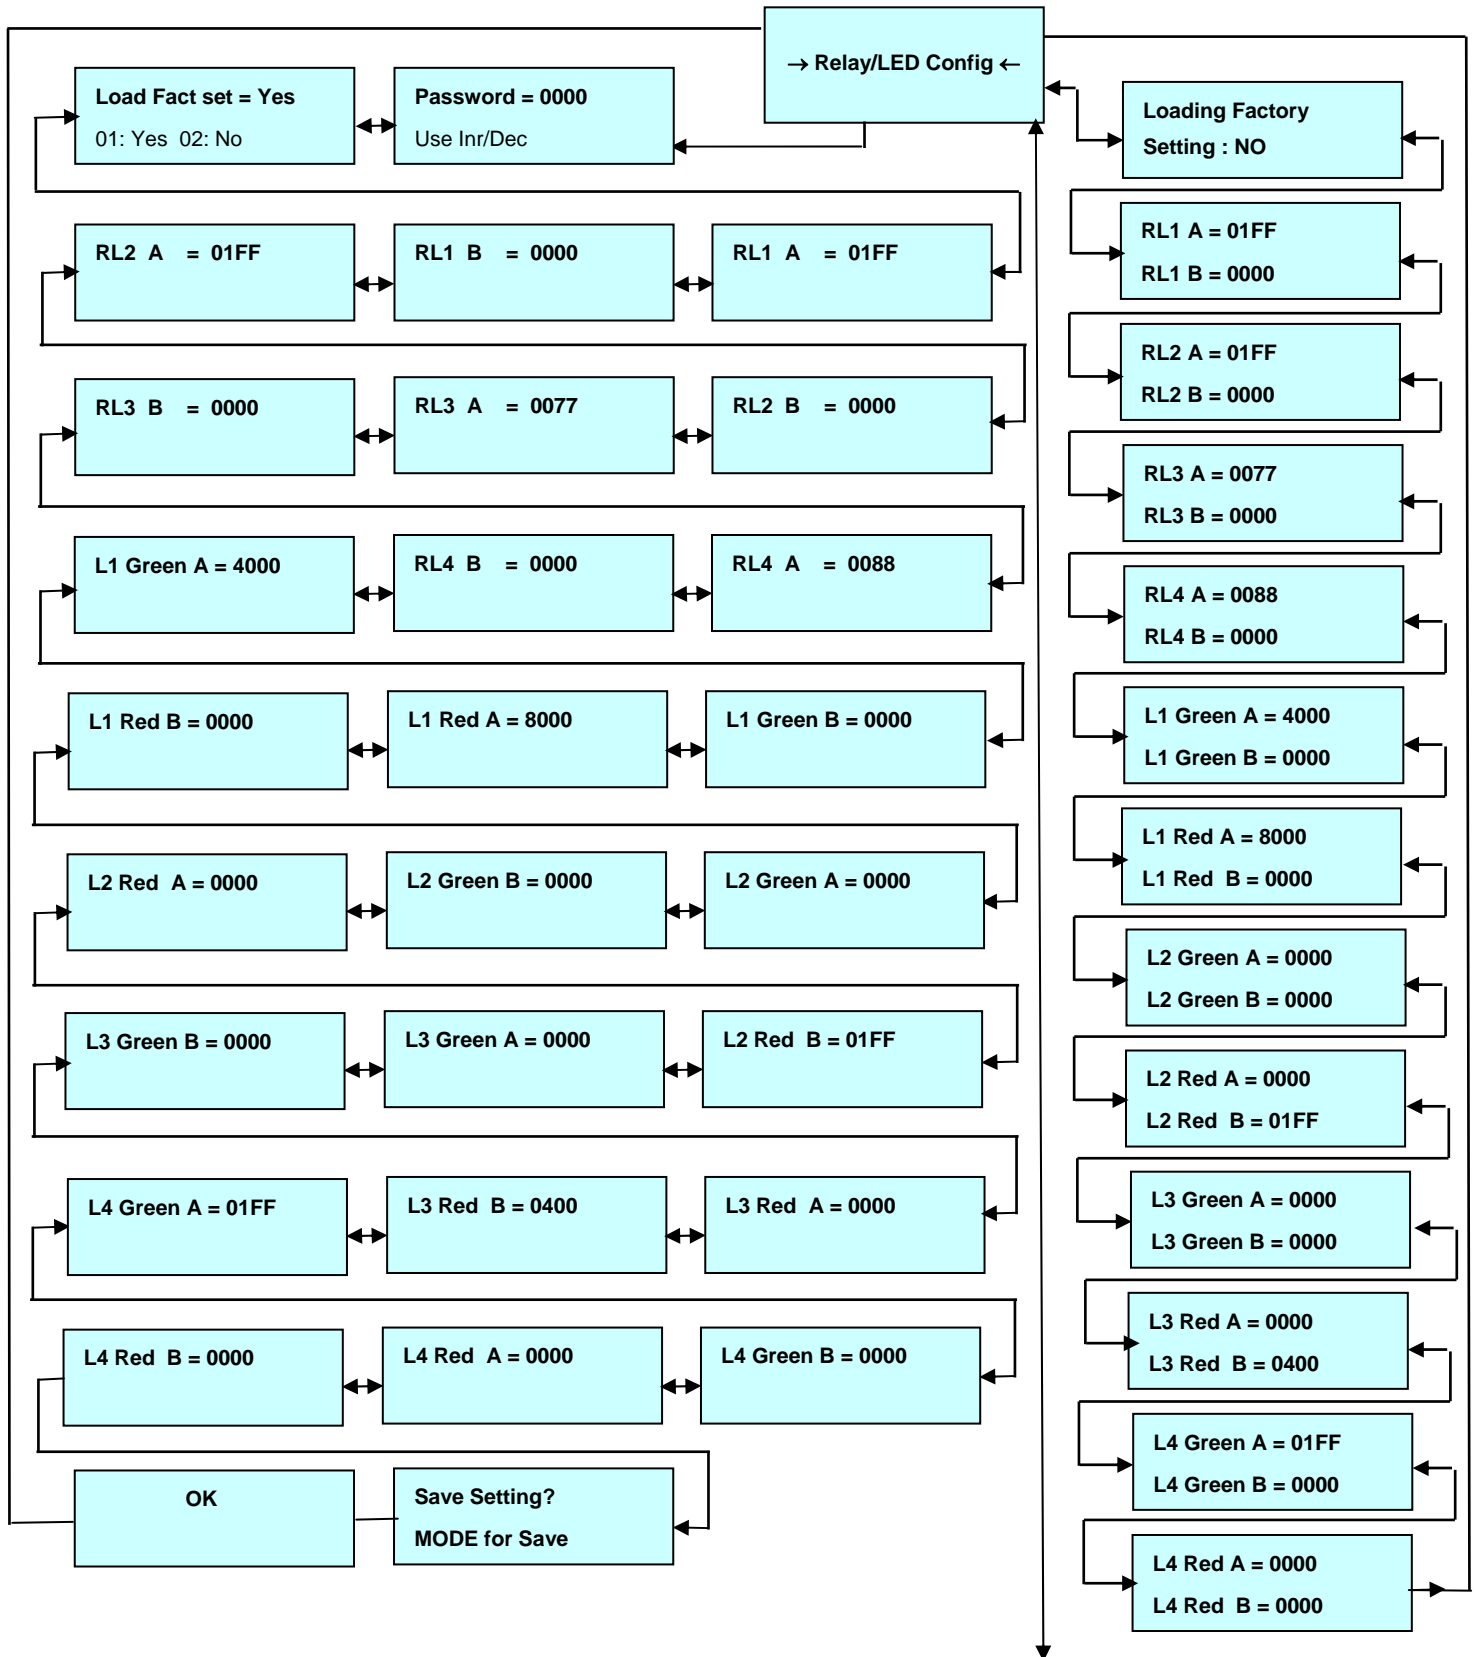 → Relay/LED Config ←
Load Fact set = Yes
01: Yes 02: No
Password = 0000
Use Inr/Dec
RL2 A = 01FF
RL1 B = 0000
RL1 A = 01FF
RL3 B = 0000
RL3 A = 0077
RL2 B = 0000
L1 Green A = 4000
RL4 B = 0000
RL4 A = 0088
L1 Red B = 0000
L1 Red A = 8000
L1 Green B = 0000
L2 Red A = 0000
L2 Green B = 0000
L2 Green A = 0000
L3 Green B = 0000
L3 Green A = 0000
L2 Red B = 01FF
L4 Green A = 01FF
L3 Red B = 0400
L3 Red A = 0000
L4 Red B = 0000
L4 Red A = 0000
L4 Green B = 0000
OK
Save Setting?
MODE for Save
Loading Factory
Setting : NO
RL1 A = 01FF
RL1 B = 0000
RL2 A = 01FF
RL2 B = 0000
RL3 A = 0077
RL3 B = 0000
RL4 A = 0088
RL4 B = 0000
L1 Green A = 4000
L1 Green B = 0000
L1 Red A = 8000
L1 Red B = 0000
L2 Green A = 0000
L2 Green B = 0000
L2 Red A = 0000
L2 Red B = 01FF
L3 Green A = 0000
L3 Green B = 0000
L3 Red A = 0000
L3 Red B = 0400
L4 Green A = 01FF
L4 Green B = 0000
L4 Red A = 0000
L4 Red B = 0000